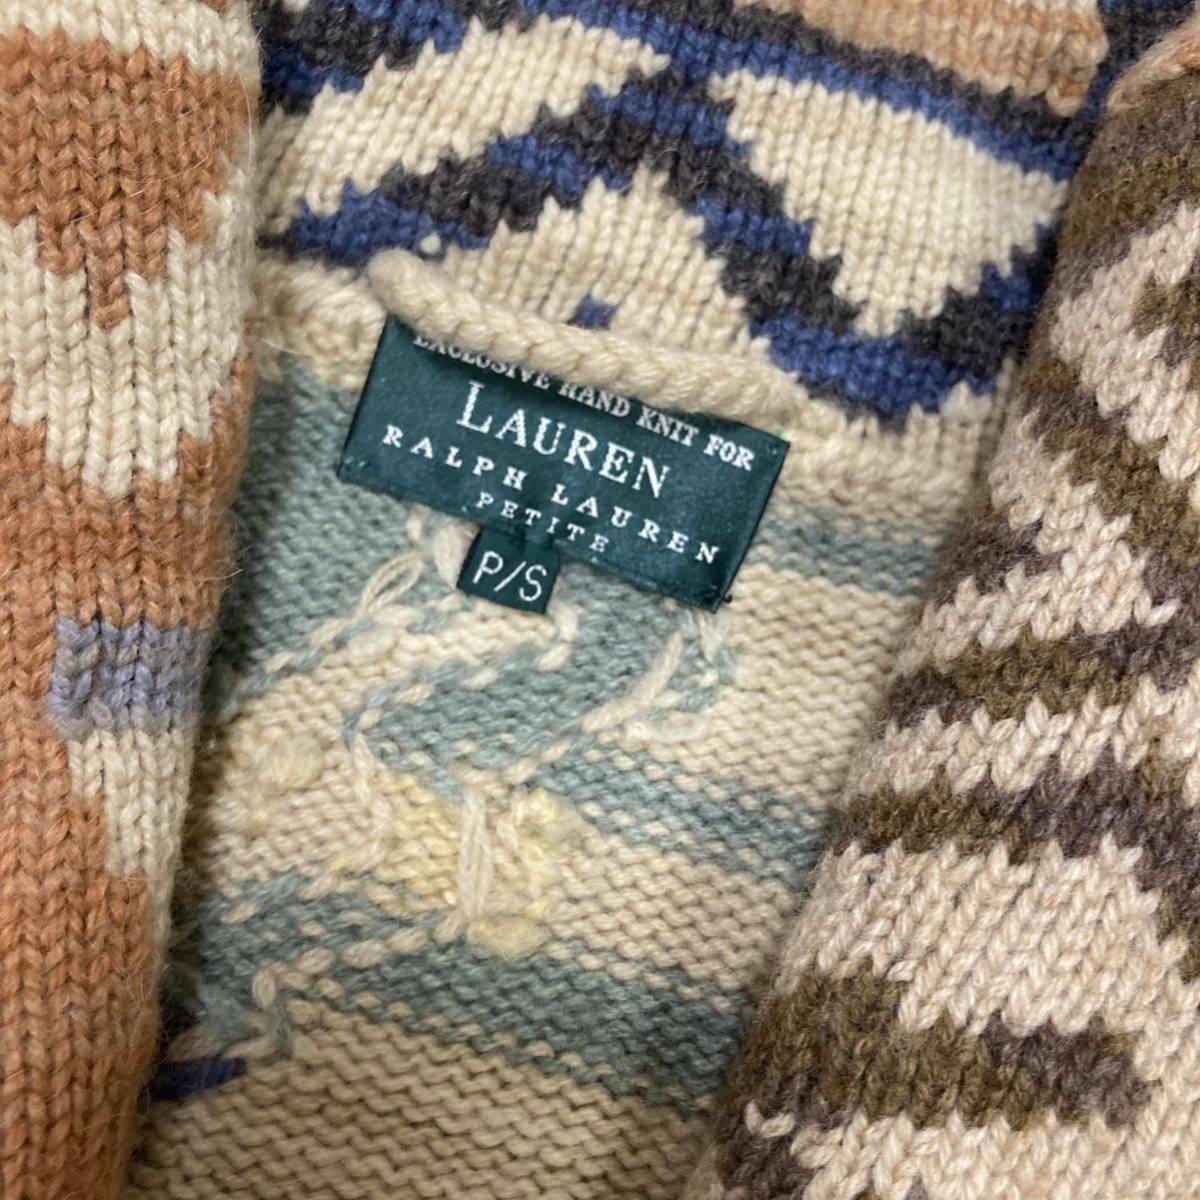 EXCLUSIVE HAND KNIT FOR
LAUREN
RALPH LAUREN
PETITE
P/S